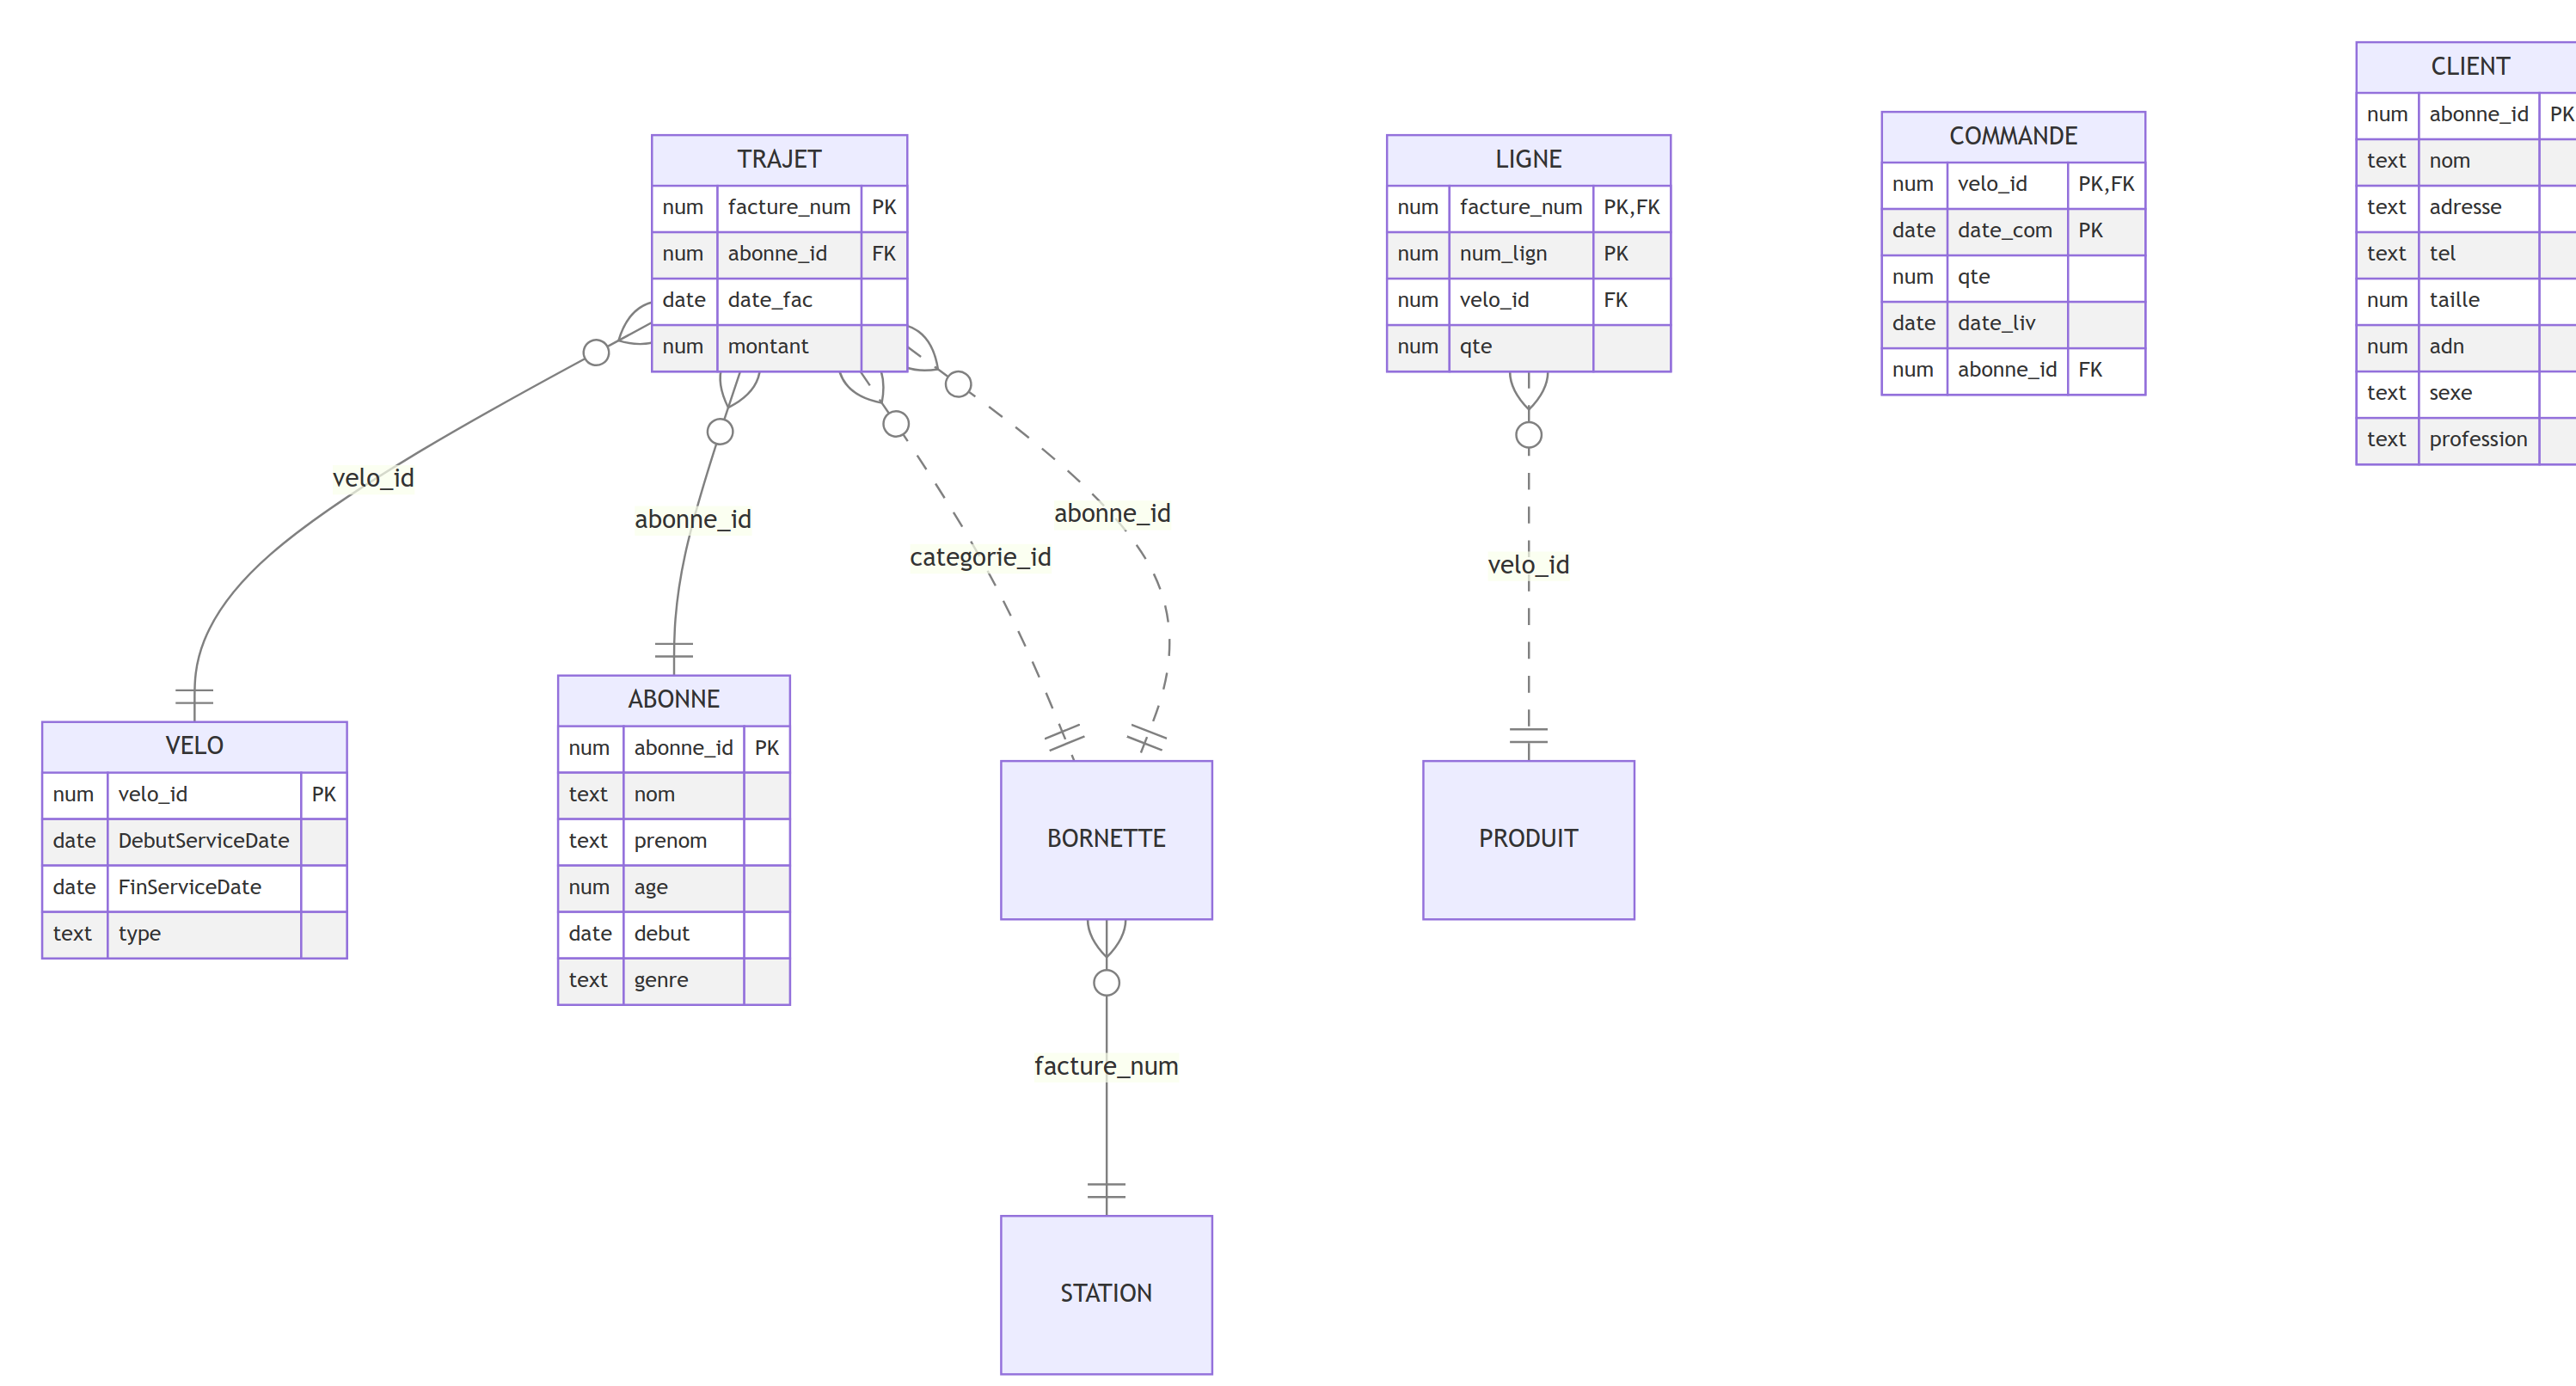 TRAJET
num facture_num PK
num abonne_id FK
date date_fac
num montant
LIGNE
num facture_num PK,FK
num num_lign PK
num velo_id FK
num qte
COMMANDE
num velo_id PK,FK
date date_com PK
num qte
date date_liv
num abonne_id FK
CLIENT
num abonne_id PK
text nom
text adresse
text tel
num taille
num adn
text sexe
text profession
velo_id
abonne_id
categorie_id
abonne_id
velo_id
VELO
num velo_id PK
date DebutServiceDate
date FinServiceDate
text type
ABONNE
num abonne_id PK
text nom
text prenom
num age
date debut
text genre
BORNETTE
PRODUIT
facture_num
STATION